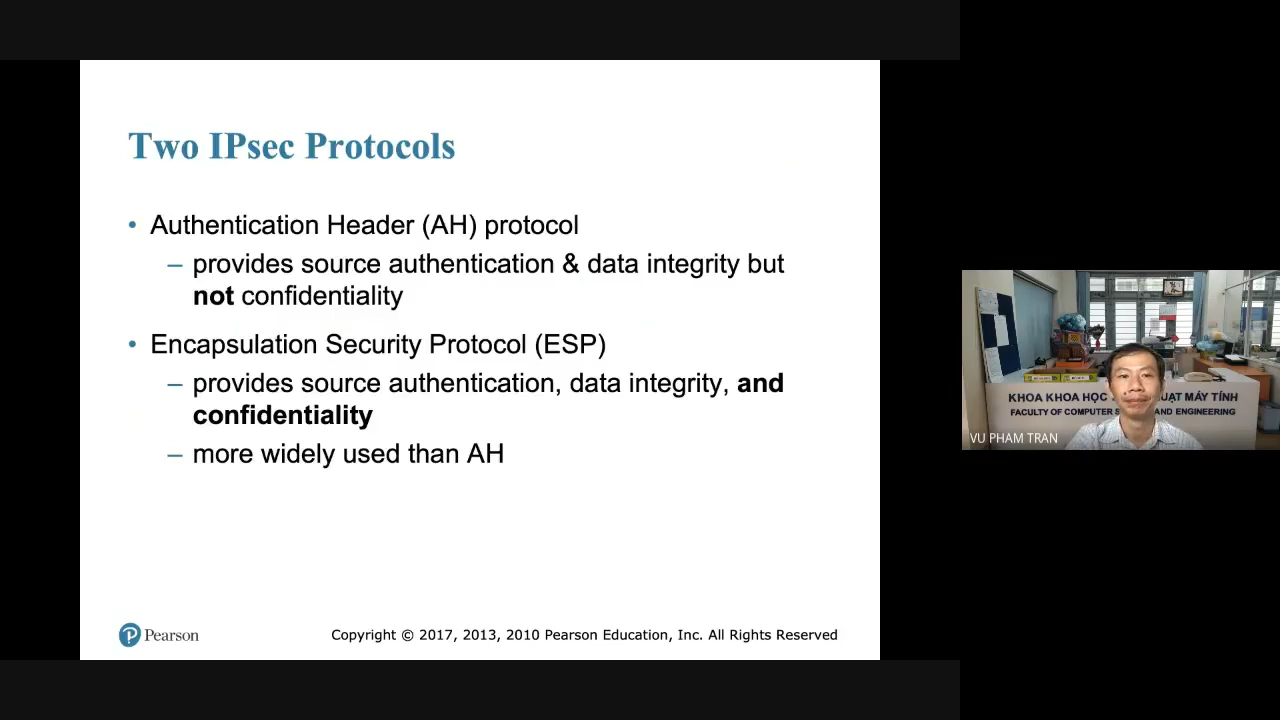 Two IPsec Protocols
• Authentication Header (AH) protocol
– provides source authentication & data integrity but
not confidentiality
• Encapsulation Security Protocol (ESP)
– provides source authentication, data integrity, and
confidentiality
– more widely used than AH
Pearson
Copyright © 2017, 2013, 2010 Pearson Education, Inc. All Rights Reserved
KHOA KHOA HỌC UẬT MÁY TÍNH
FACULTY OF COMPUTER AND ENGINEERING
VU PHAM TRAN